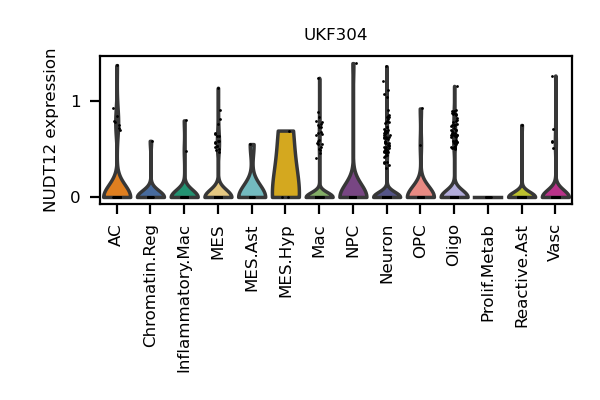 UKF304
NUDT12 expression
1
0
AC
Chromatin.Reg
Inflammatory.Mac
MES
MES.Ast
MES.Hyp
Mac
NPC
Neuron
OPC
Oligo
Prolif.Metab
Reactive.Ast
Vasc